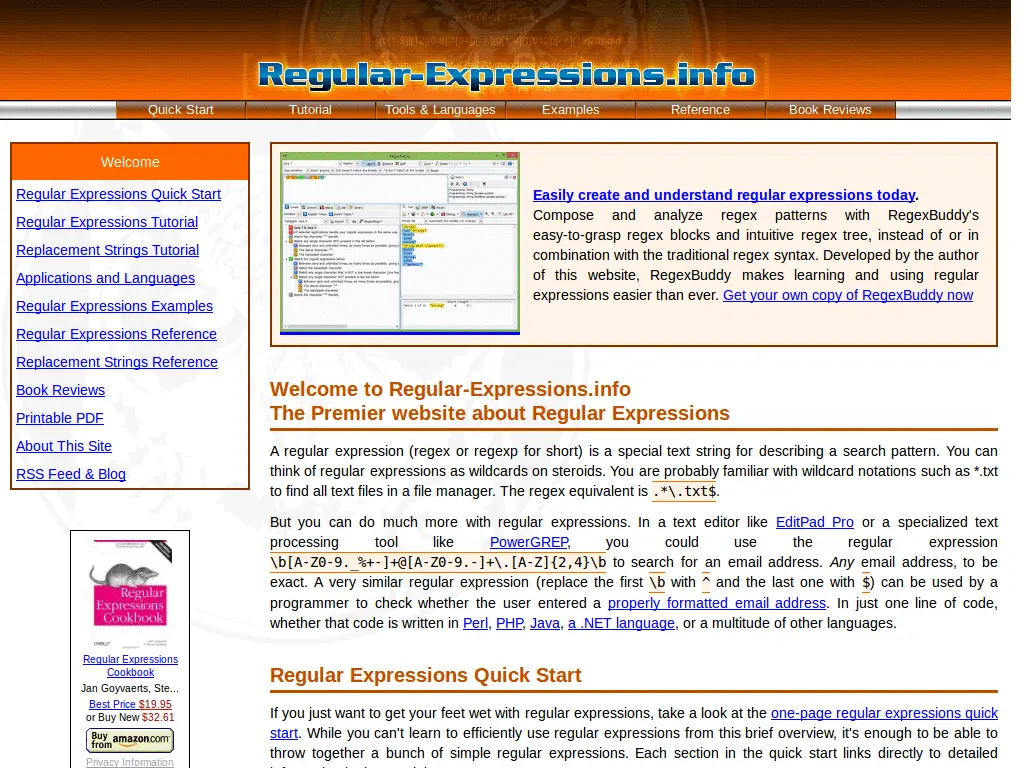 Regular-Expressions.info
Quick Start
Tutorial
Tools & Languages
Examples
Reference
Book Reviews
Welcome
Regular Expressions Quick Start
Regular Expressions Tutorial
Replacement Strings Tutorial
Applications and Languages
Regular Expressions Examples
Regular Expressions Reference
Replacement Strings Reference
Book Reviews
Printable PDF
About This Site
RSS Feed & Blog
Regular
Expressions
Cookbook
Regular Expressions
Cookbook
Jan Goyvaerts, Ste...
Best Price $19.95
or Buy New $32.61
Buy from amazon.com
Privacy Information
Easily create and understand regular expressions today.
Compose and analyze regex patterns with RegexBuddy's
easy-to-grasp regex blocks and intuitive regex tree, instead of or in
combination with the traditional regex syntax. Developed by the author
of this website, RegexBuddy makes learning and using regular
expressions easier than ever. Get your own copy of RegexBuddy now
Welcome to Regular-Expressions.info
The Premier website about Regular Expressions
A regular expression (regex or regexp for short) is a special text string for describing a search pattern. You can
think of regular expressions as wildcards on steroids. You are probably familiar with wildcard notations such as *.txt
to find all text files in a file manager. The regex equivalent is .*\.txt$.
But you can do much more with regular expressions. In a text editor like EditPad Pro or a specialized text
processing tool like PowerGREP, you could use the regular expression
\b[A-Z0-9._%+-]+@[A-Z0-9.-]+\.[A-Z]{2,4}\b to search for an email address. Any email address, to be
exact. A very similar regular expression (replace the first \b with ^ and the last one with $) can be used by a
programmer to check whether the user entered a properly formatted email address. In just one line of code,
whether that code is written in Perl, PHP, Java, a .NET language, or a multitude of other languages.
Regular Expressions Quick Start
If you just want to get your feet wet with regular expressions, take a look at the one-page regular expressions quick
start. While you can't learn to efficiently use regular expressions from this brief overview, it's enough to be able to
throw together a bunch of simple regular expressions. Each section in the quick start links directly to detailed